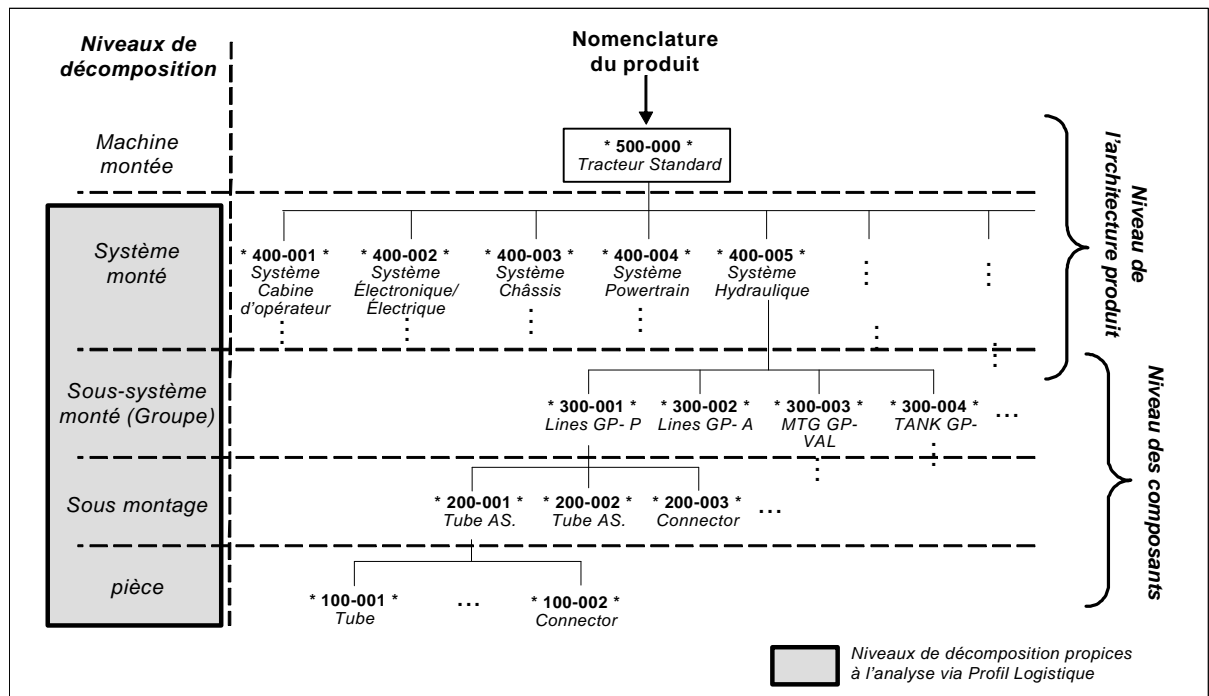 Niveaux de
décomposition
Nomenclature
du produit
Machine
montée
* 500-000 *
Tracteur Standard
Niveau de
l'architecture produit
Système
monté
* 400-001 *
Système
Cabine
d'opérateur
* 400-002 *
Système
Électronique/
Électrique
* 400-003 *
Système
Châssis
* 400-004 *
Système
Powertrain
* 400-005 *
Système
Hydraulique
Sous-système
monté (Groupe)
* 300-001 *
Lines GP- P
* 300-002 *
Lines GP- A
* 300-003 *
MTG GP-
VAL
* 300-004 *
TANK GP-
...
Niveau des composants
Sous montage
* 200-001 *
Tube AS.
* 200-002 *
Tube AS.
* 200-003 *
Connector
...
pièce
* 100-001 *
Tube
...
* 100-002 *
Connector
Niveaux de décomposition propices
à l'analyse via Profil Logistique